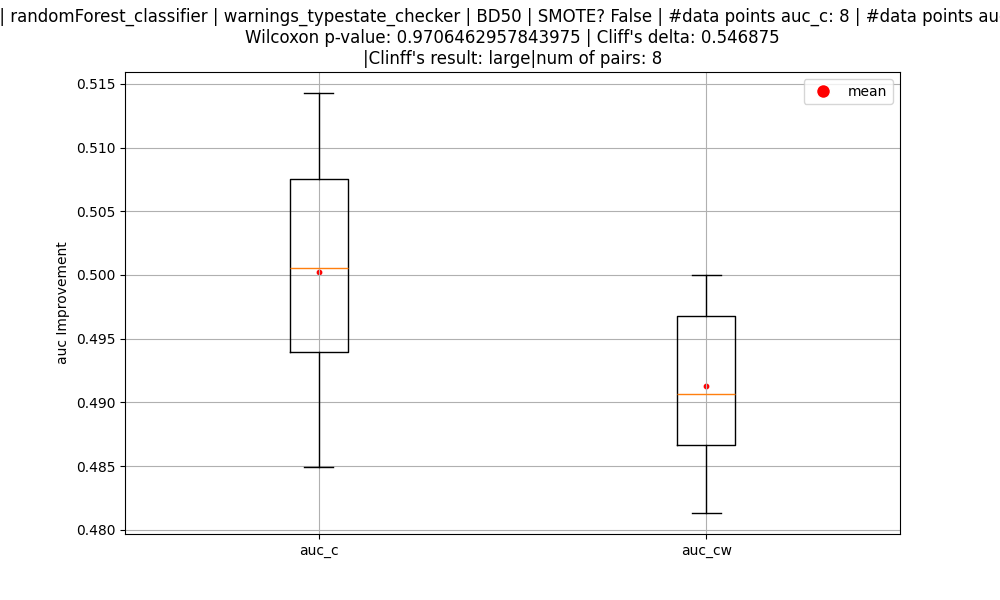 | randomForest_classifier | warnings_typestate_checker | BD50 | SMOTE? False | #data points auc_c: 8 | #data points au
Wilcoxon p-value: 0.9706462957843975 | Cliff's delta: 0.546875
|Clinff's result: large|num of pairs: 8
mean
0.515
0.510
0.505
0.500
0.495
0.490
0.485
0.480
auc Improvement
auc_c
auc_cw